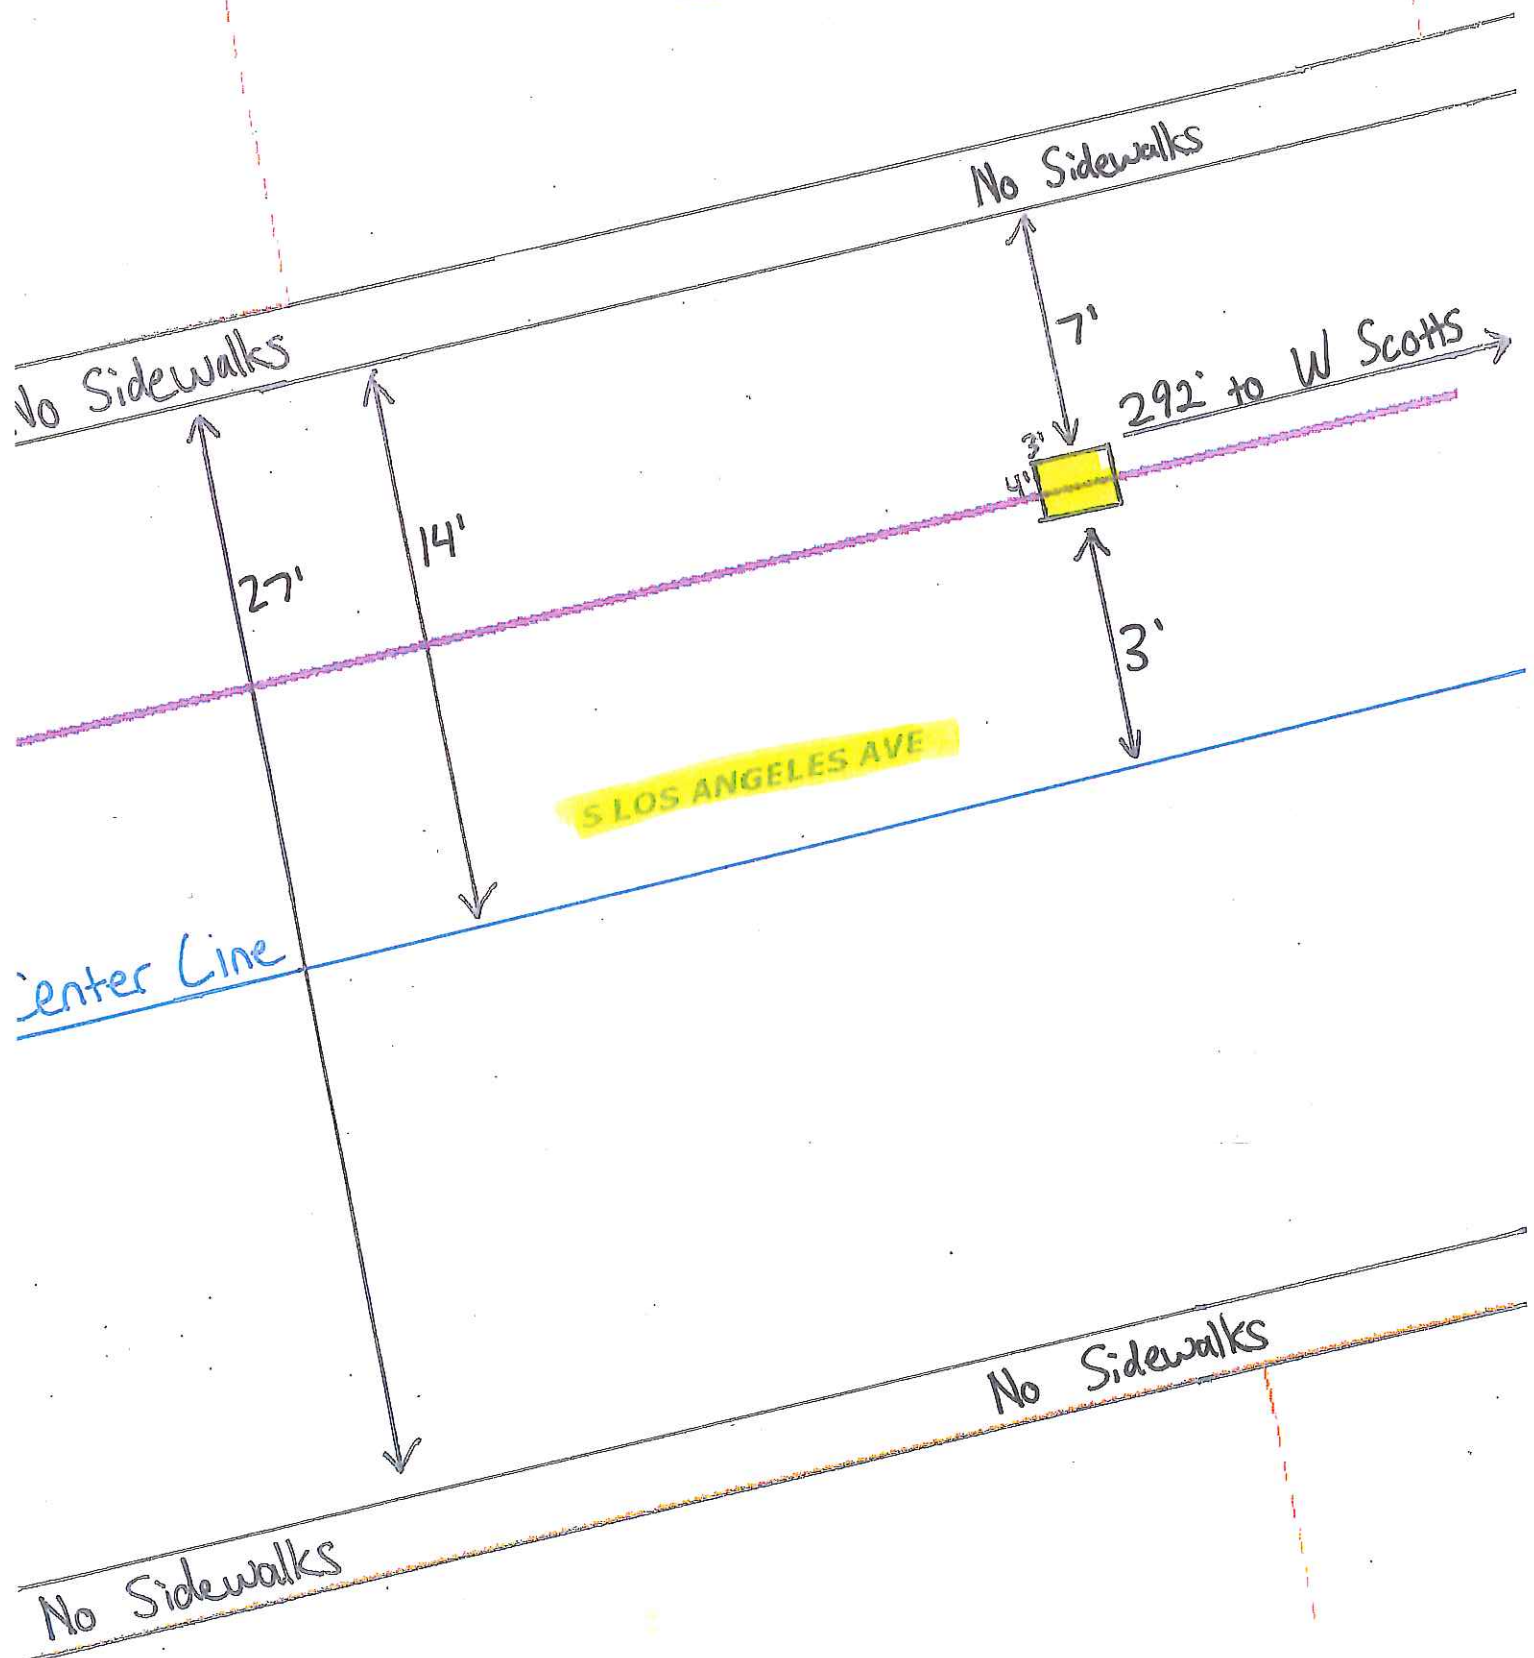 No Sidewalks
No Sidewalks
7'
292' to W Scotts
3'
4'
14'
27'
3'
S LOS ANGELES AVE
Center Line
No Sidewalks
No Sidewalks